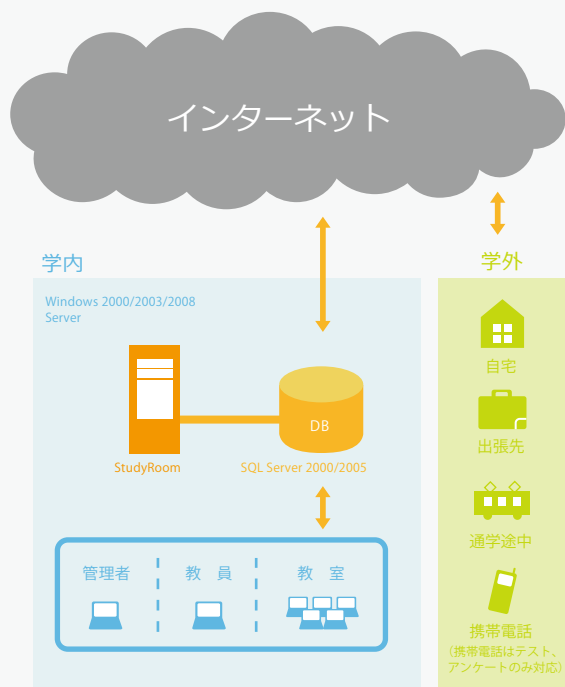 インターネット
学内
Windows 2000/2003/2008
Server
StudyRoom
DB
SQL Server 2000/2005
管理者
教 員
教 室
学外
自宅
出張先
通学途中
携帯電話
（携帯電話はテスト、
アンケートのみ対応）